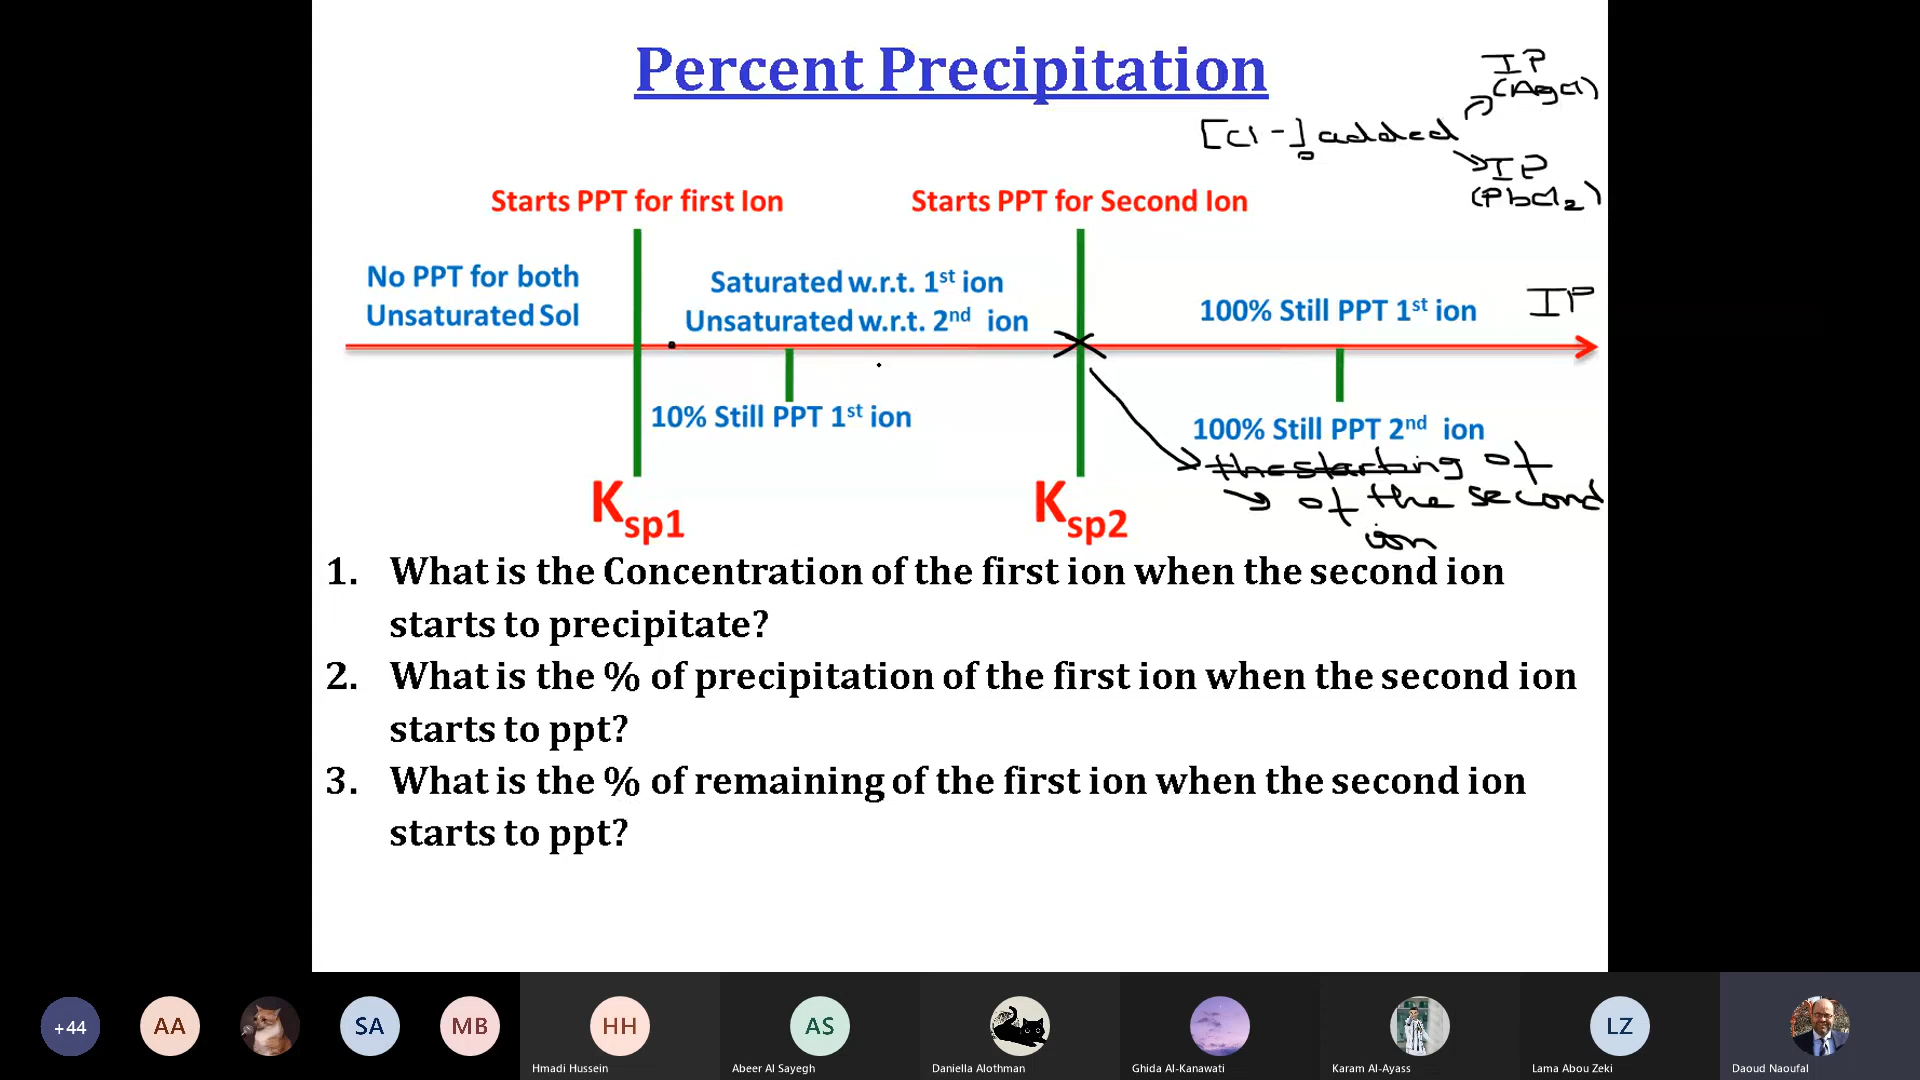 Percent Precipitation
IP
(AgCl)
[Cl-] added
IP
(PbCl2)
Starts PPT for first Ion
Starts PPT for Second Ion
No PPT for both
Unsaturated Sol
Saturated w.r.t. 1st ion
Unsaturated w.r.t. 2nd ion
100% Still PPT 1st ion
IP
10% Still PPT 1st ion
100% Still PPT 2nd ion
the starting of
of the second
ion
Ksp1
Ksp2
1. What is the Concentration of the first ion when the second ion
starts to precipitate?
2. What is the % of precipitation of the first ion when the second ion
starts to ppt?
3. What is the % of remaining of the first ion when the second ion
starts to ppt?
+44
AA
SA
MB
HH
AS
LZ
Hmadi Hussein
Abeer Al Sayegh
Daniella Alothman
Ghida Al-Kanawati
Karam Al-Ayass
Lama Abou Zeki
Daoud Naoufal